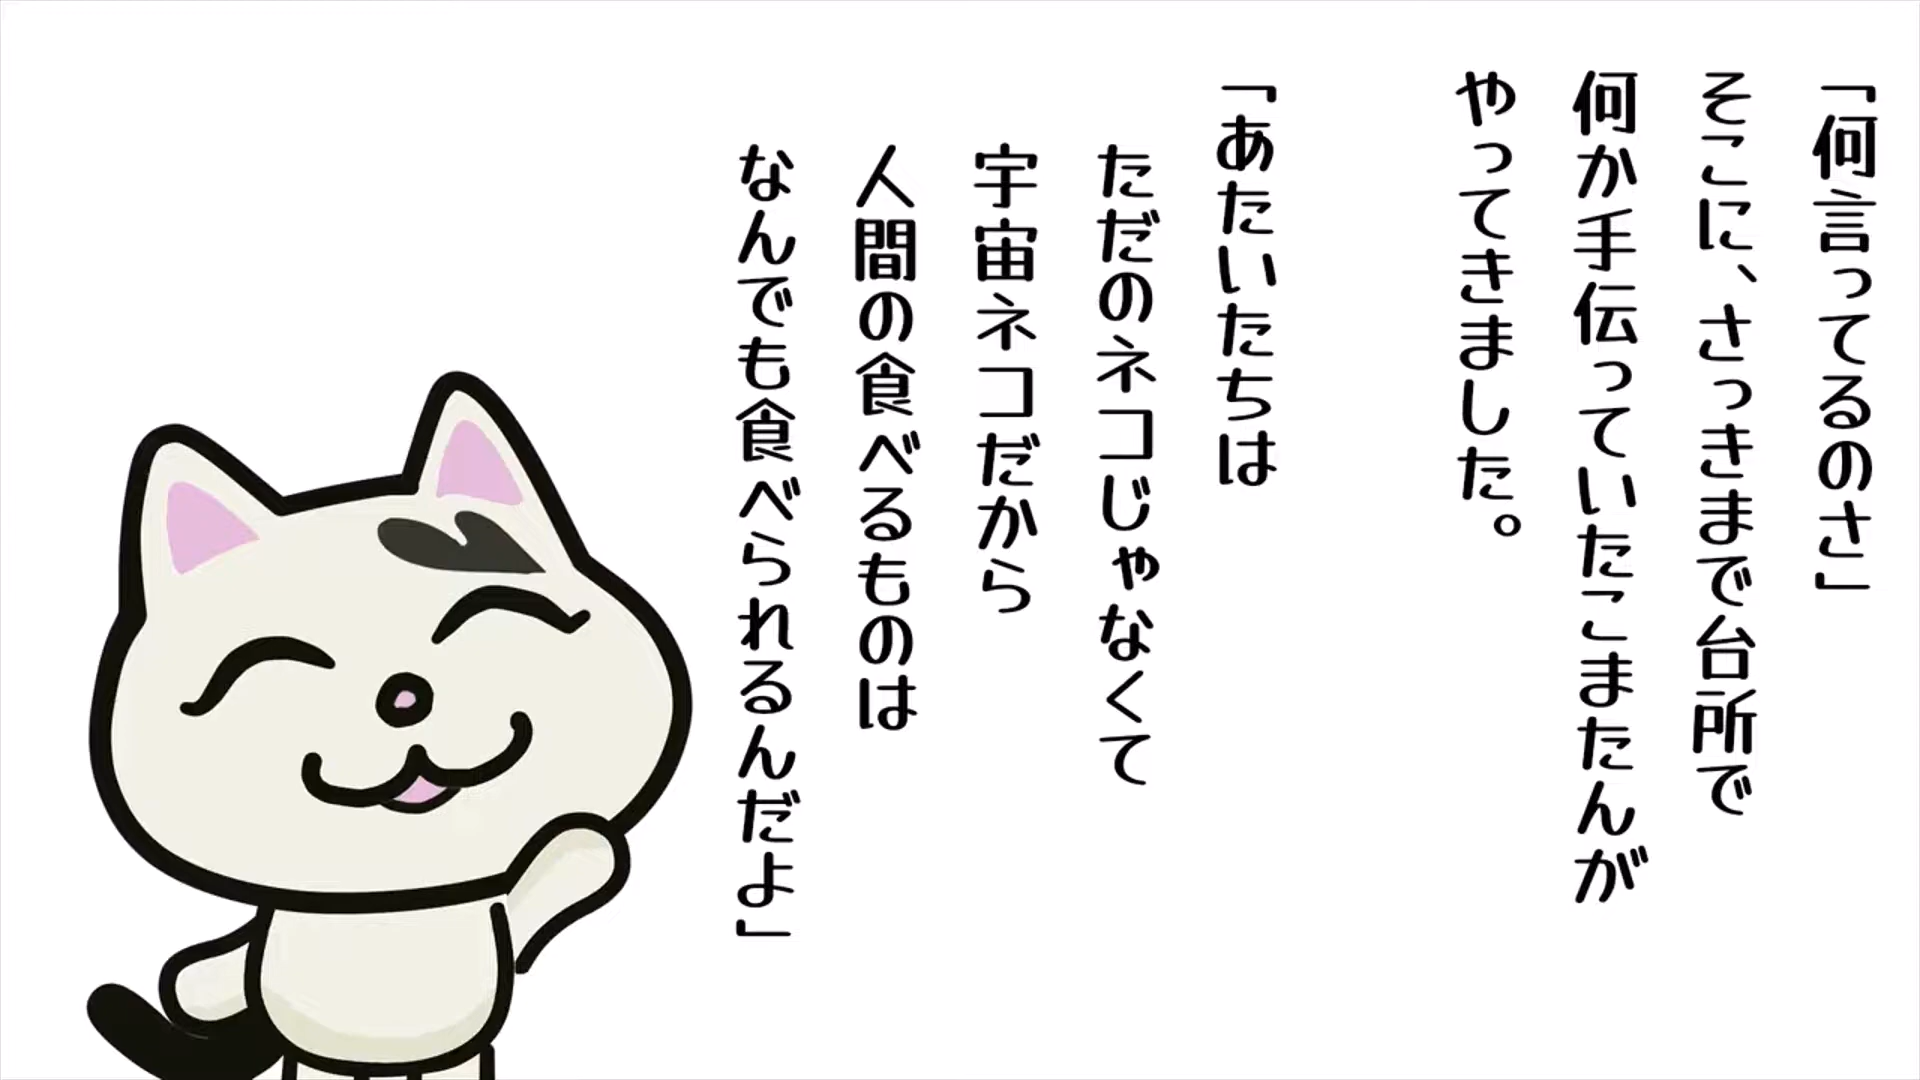 「何言ってるのさ」
そこに、さっきまで台所で
何か手伝っていたこまたんが
やってきました。
「あたいたちは
ただのネコじゃなくて
宇宙ネコだから
人間の食べるものは
なんでも食べられるんだよ」